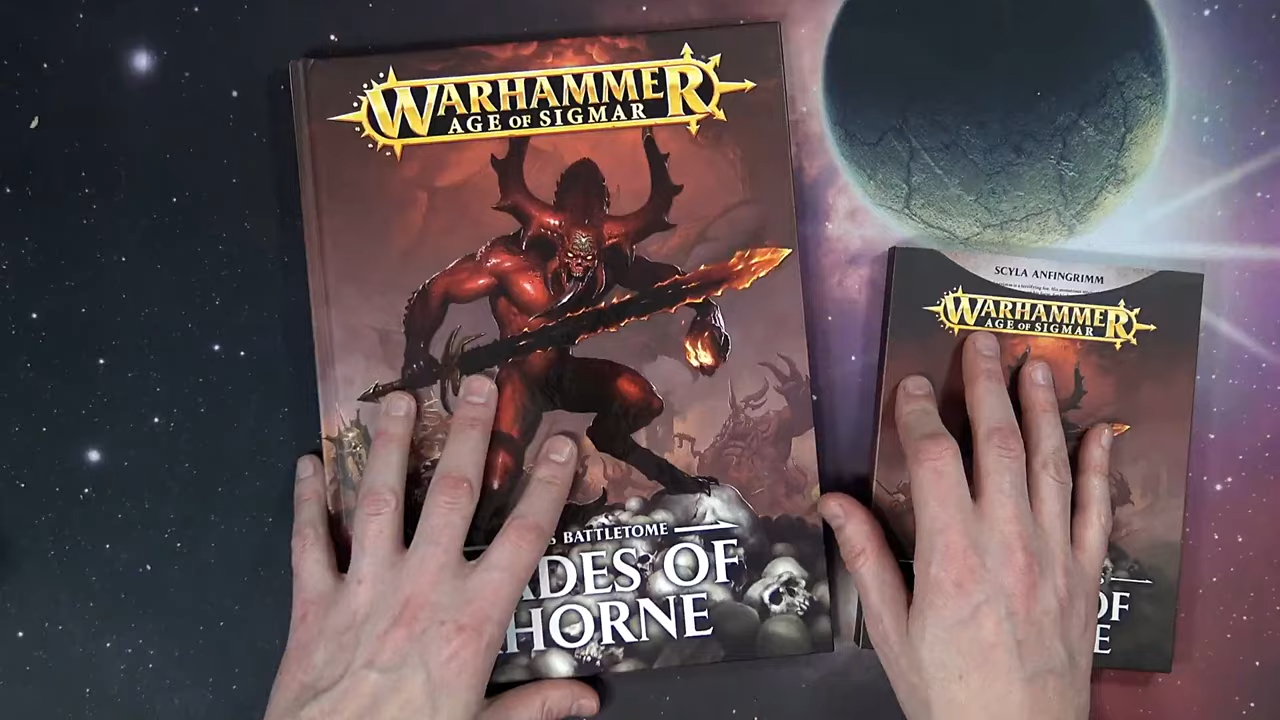 WARHAMMER
AGE OF SIGMAR
BATTLETOME
ADES OF
HORNE
SCYLA ANFINGRIMM
WARHAMMER
AGE OF SIGMAR
OF
E